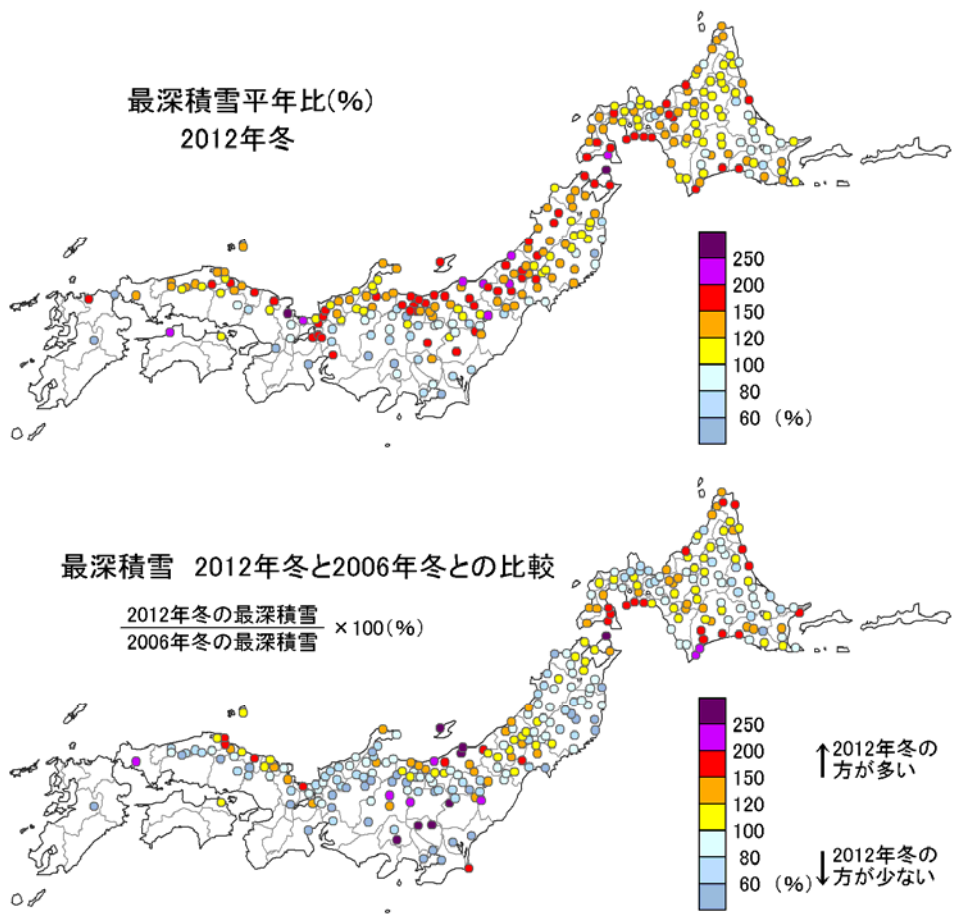 最深積雪平年比(%)
2012年冬
250
200
150
120
100
80
60 (%)
最深積雪 2012年冬と2006年冬との比較
2012年冬の最深積雪
2006年冬の最深積雪
×100(%)
250
200
150
120
100
80
60 (%)
↑2012年冬の
方が多い
↓2012年冬の
方が少ない